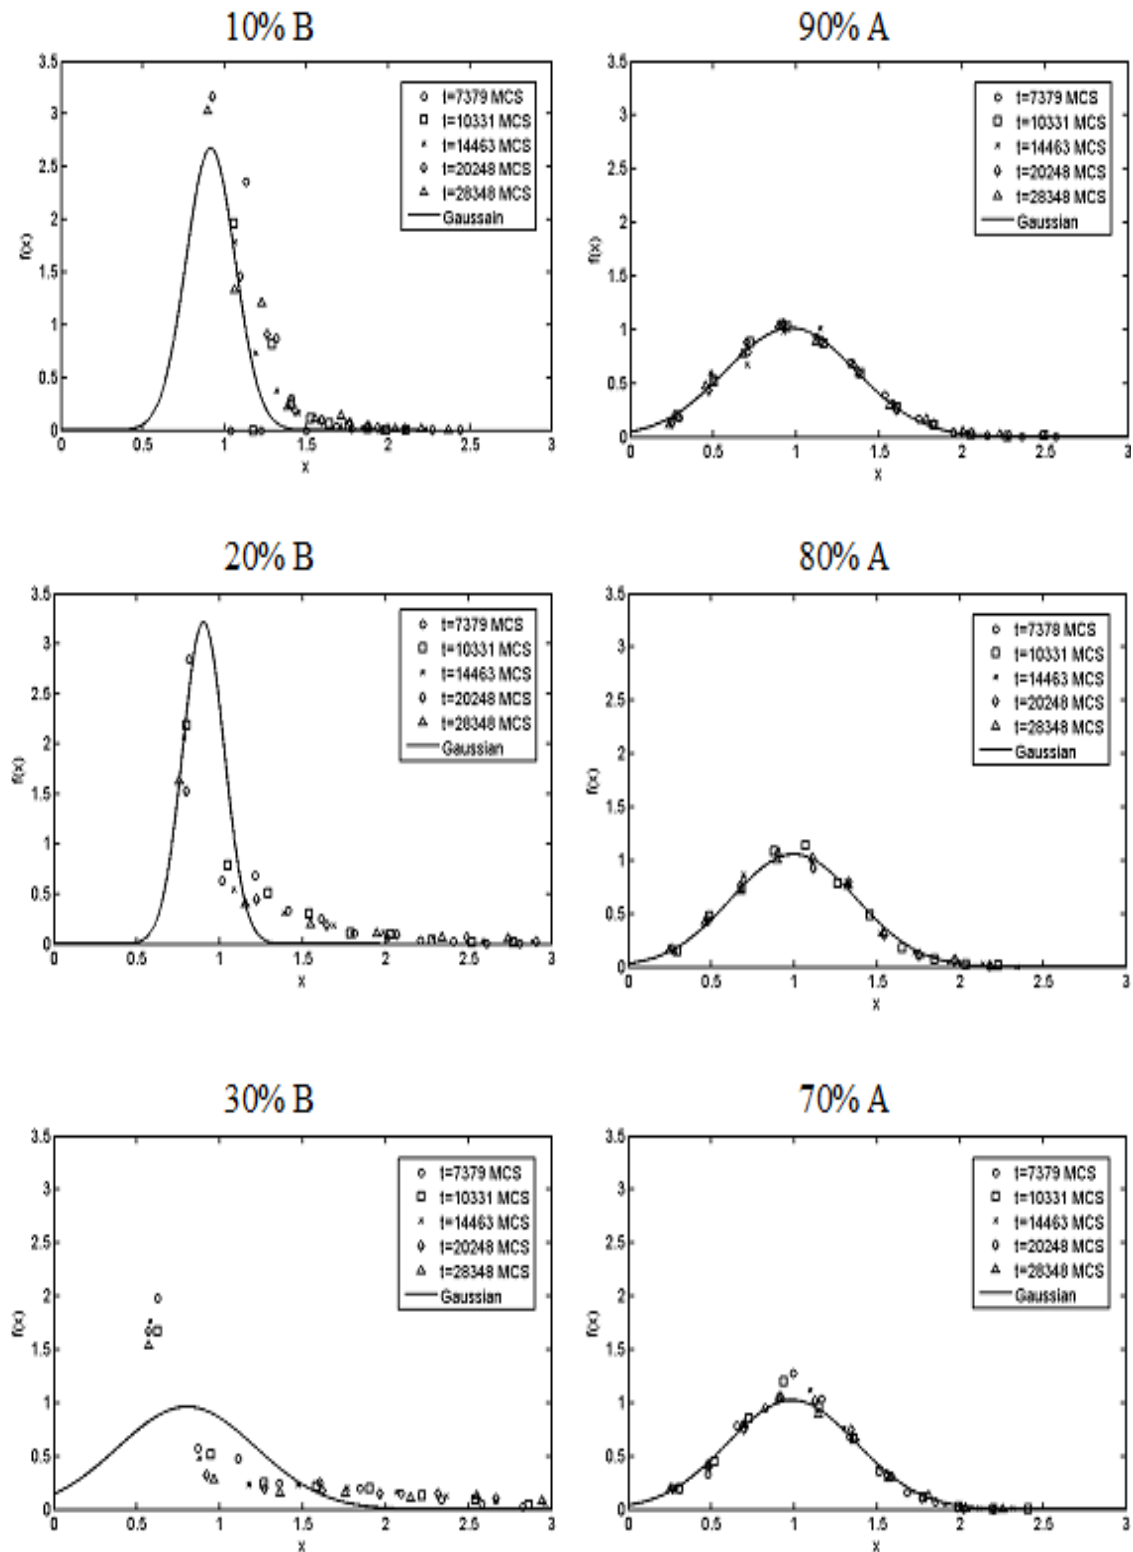 10% B
90% A
3.5
3
2.5
2
1.5
1
0.5
0
f(x)
0 0.5 1 1.5 2 2.5 3
x
t=7379 MCS
t=10331 MCS
t=14463 MCS
t=20248 MCS
t=28348 MCS
Gaussain
3.5
3
2.5
2
1.5
1
0.5
0
f(x)
0 0.5 1 1.5 2 2.5 3
x
t=7379 MCS
t=10331 MCS
t=14463 MCS
t=20248 MCS
t=28348 MCS
Gaussian
20% B
80% A
3.5
3
2.5
2
1.5
1
0.5
0
f(x)
0 0.5 1 1.5 2 2.5 3
x
t=7379 MCS
t=10331 MCS
t=14463 MCS
t=20248 MCS
t=28348 MCS
Gaussian
3.5
3
2.5
2
1.5
1
0.5
0
f(x)
0 0.5 1 1.5 2 2.5 3
x
t=7378 MCS
t=10331 MCS
t=14463 MCS
t=20248 MCS
t=28348 MCS
Gaussian
30% B
70% A
3.5
3
2.5
2
1.5
1
0.5
0
f(x)
0 0.5 1 1.5 2 2.5 3
x
t=7379 MCS
t=10331 MCS
t=14463 MCS
t=20248 MCS
t=28348 MCS
Gaussian
3.5
3
2.5
2
1.5
1
0.5
0
f(x)
0 0.5 1 1.5 2 2.5 3
x
t=7379 MCS
t=10331 MCS
t=14463 MCS
t=20248 MCS
t=28348 MCS
Gaussian